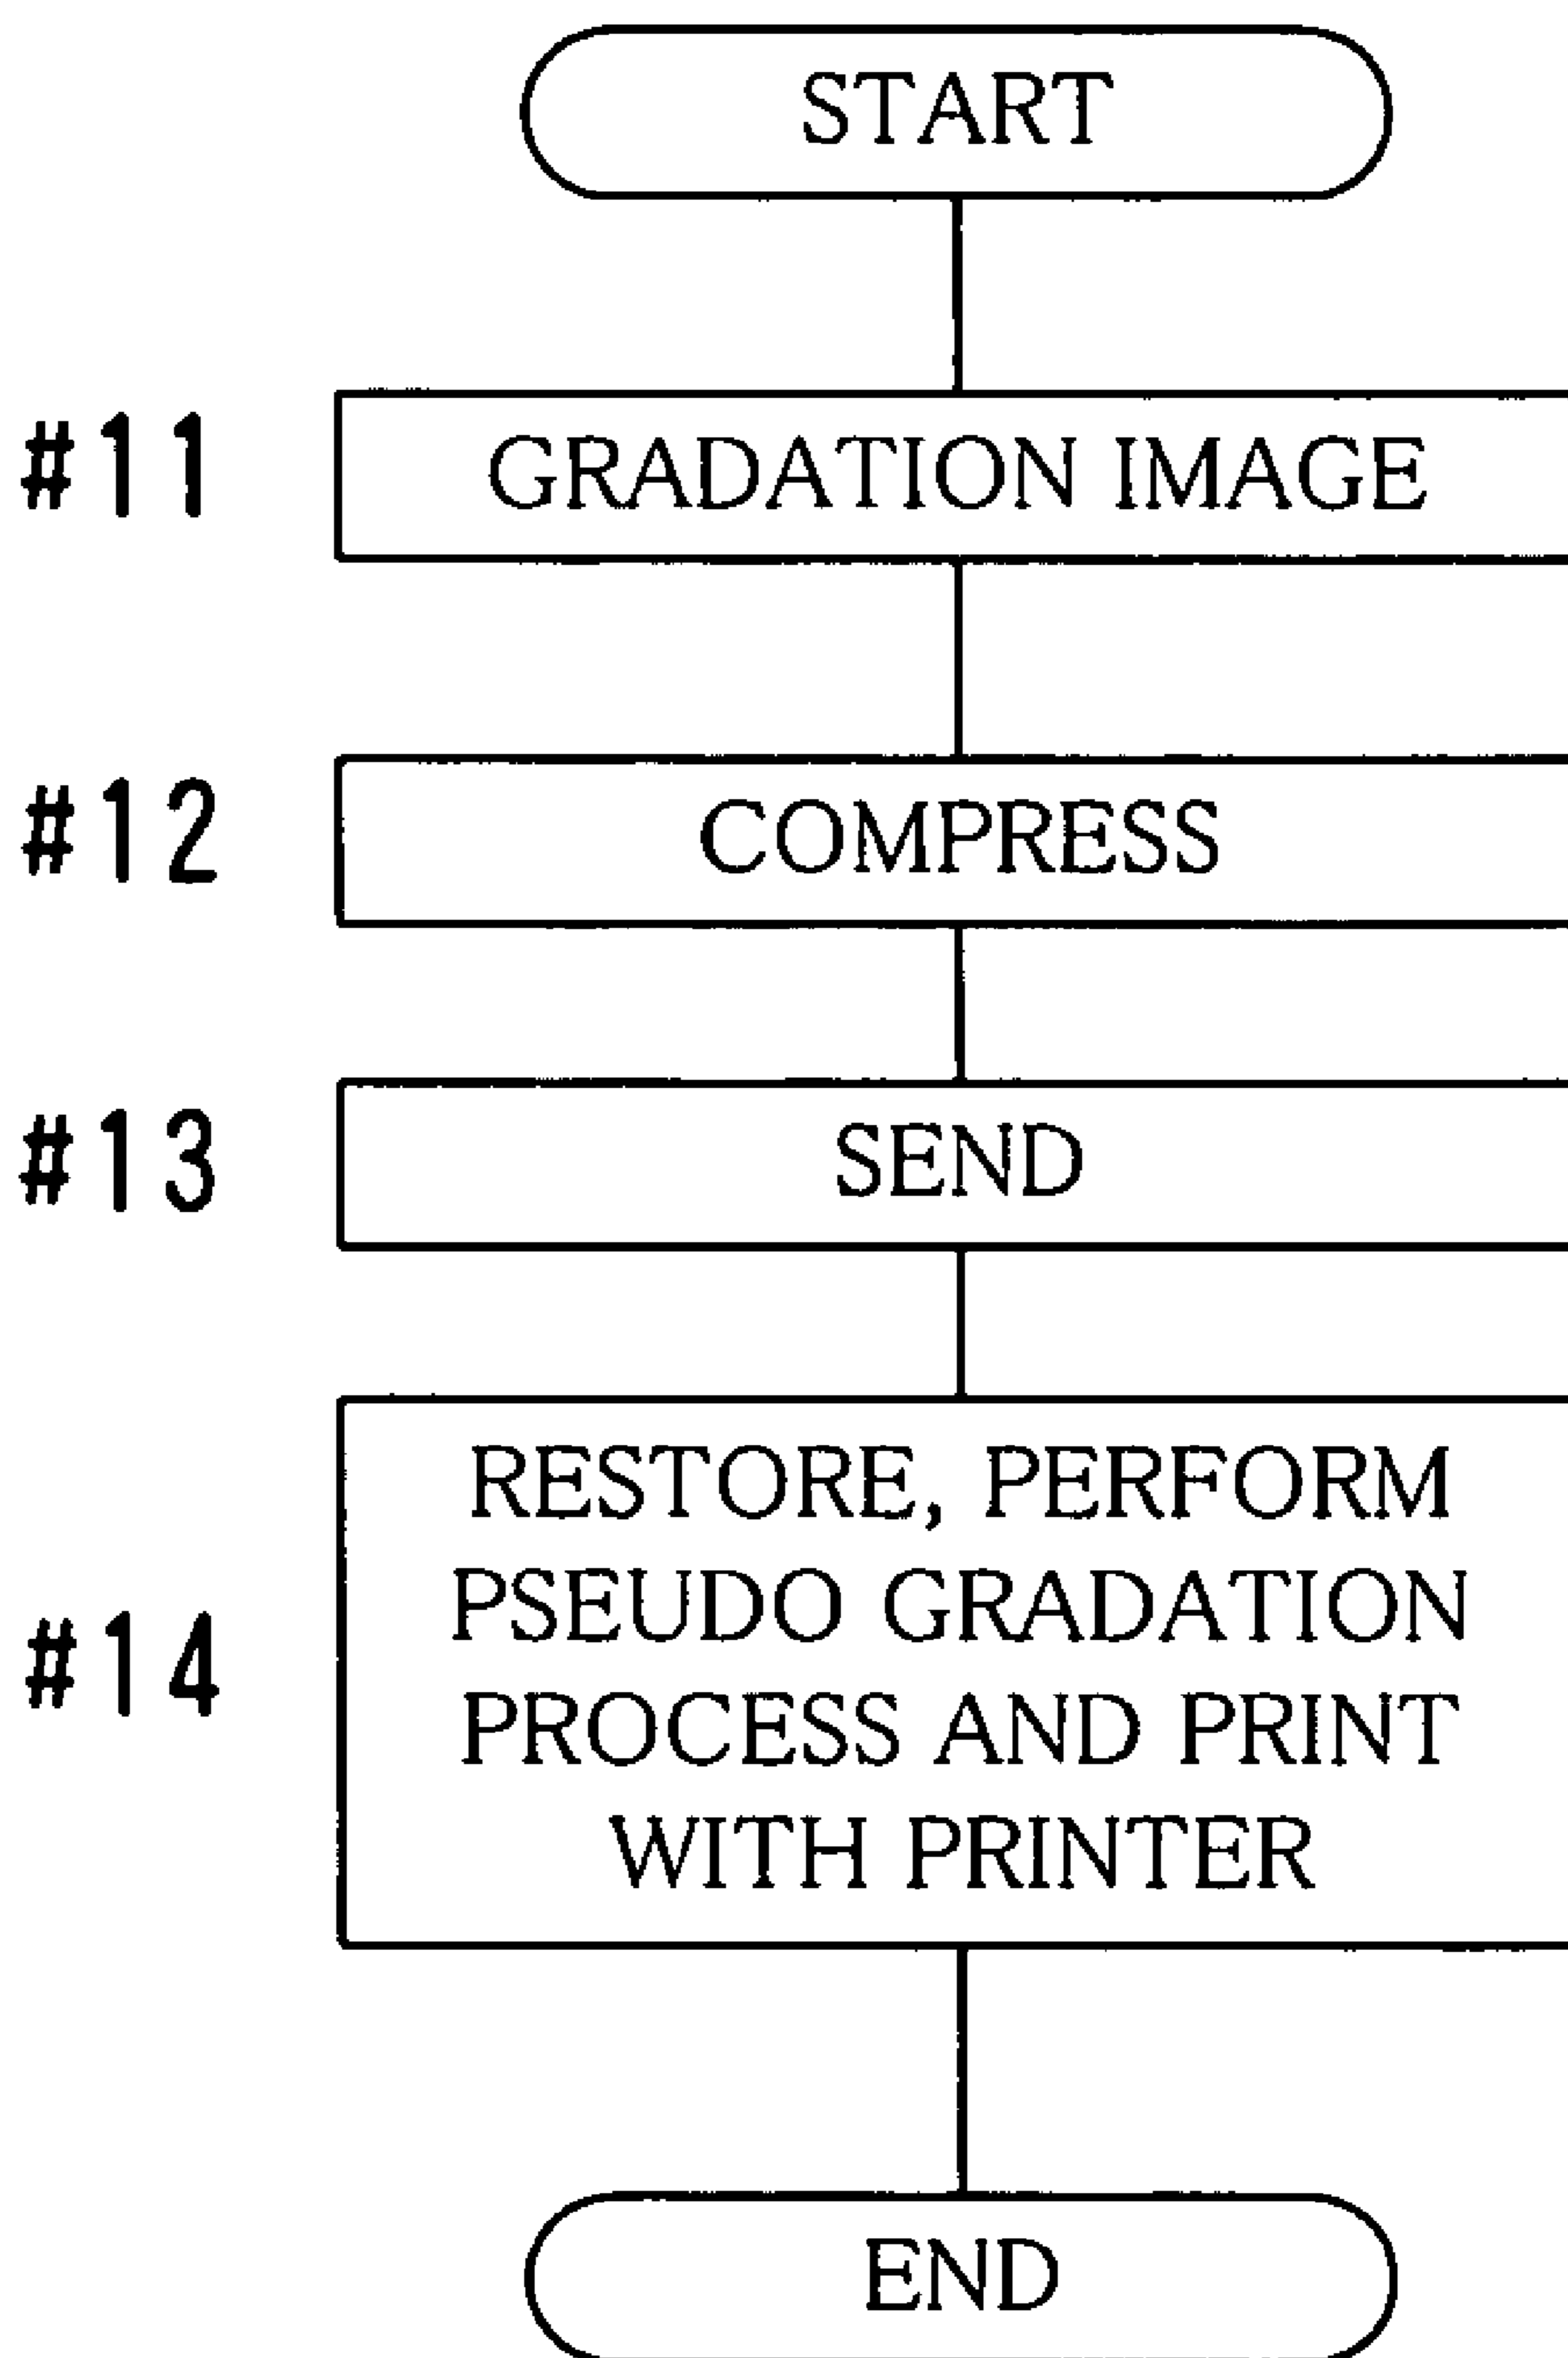 START
#11 GRADATION IMAGE
#12 COMPRESS
#13 SEND
RESTORE, PERFORM
PSEUDO GRADATION
#14
PROCESS AND PRINT
WITH PRINTER
END